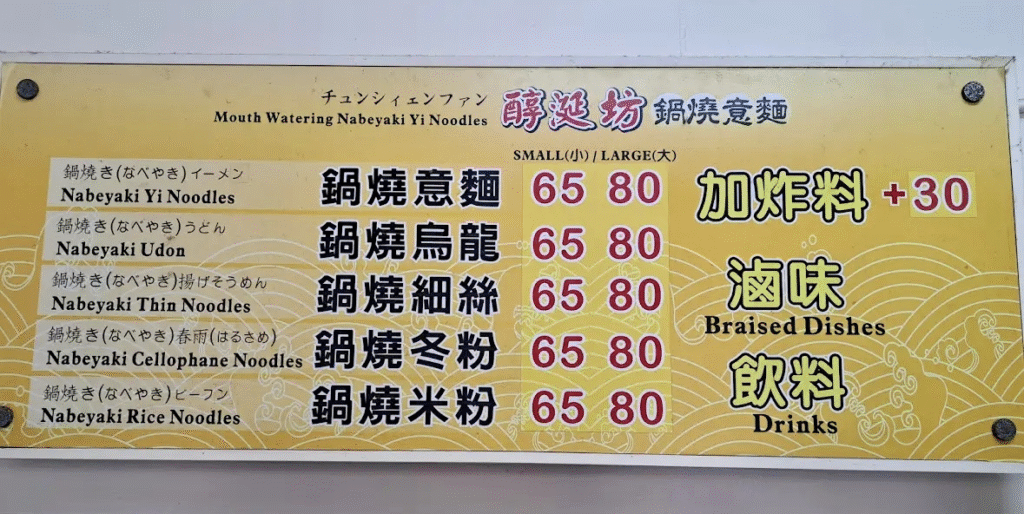 チュンシィェンファン
Mouth Watering Nabeyaki Yi Noodles 醇涎坊 鍋燒意麵
SMALL(小) / LARGE(大)
鍋燒き(なべやき)イーメン
Nabeyaki Yi Noodles 鍋燒意麵 65 80
鍋燒き(なべやき)うどん
Nabeyaki Udon 鍋燒烏龍 65 80
鍋燒き(なべやき)揚げそうめん
Nabeyaki Thin Noodles 鍋燒細絲 65 80
鍋燒き(なべやき)春雨(はるさめ)
Nabeyaki Cellophane Noodles 鍋燒冬粉 65 80
鍋燒き(なべやき)ビーフン
Nabeyaki Rice Noodles 鍋燒米粉 65 80
加炸料 +30
滷味
Braised Dishes
飲料
Drinks